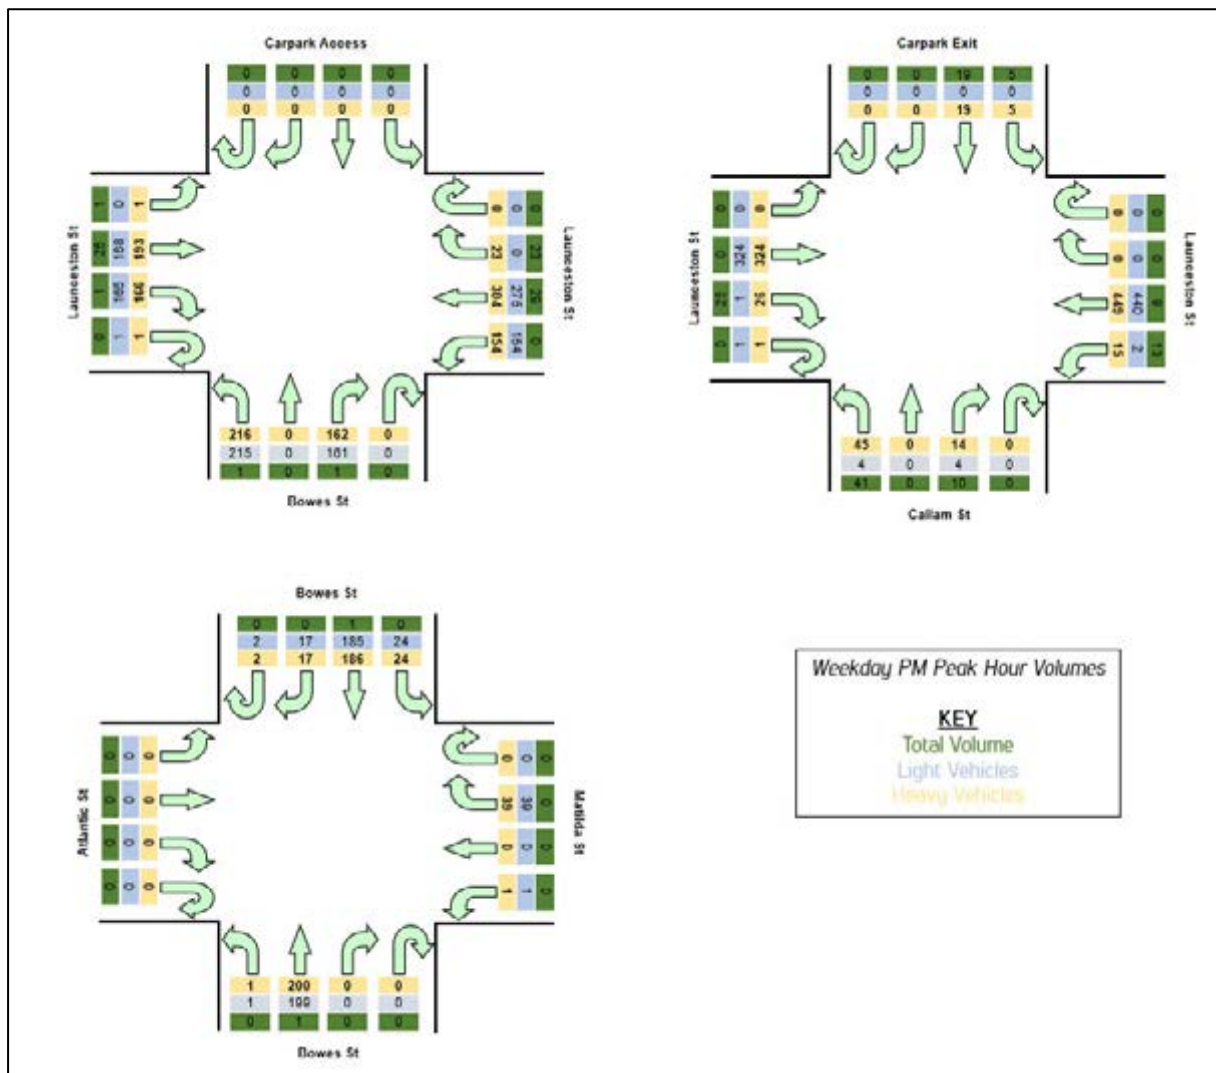 Carpark Access
0 0 0 0
0 0 0 0
0 0 0 0
Launceston St
1 0 1
193
1
0 1 1
0 0 0
23 0 23
304
154 154 0
Launceston St
216 0 162 0
215 0 161 0
1 0 1 0
Bowes St
Carpark Exit
0 0 19 5
0 0 0 0
0 0 19 5
Launceston St
0 0 0
0 324 324
25 1 26
0 1 1
0 0 0
0 0 0
449 440 9
15 2 13
Launceston St
45 0 14 0
4 0 4 0
41 0 10 0
Callam St
Bowes St
0 0 1 0
2 17 185 24
2 17 186 24
Atlantic St
0 0 0
0 0 0
0 0 0
0 0 0
0 0 0
39 39 0
0 0 0
1 1 0
Matilda St
1 200 0 0
1 199 0 0
0 1 0 0
Bowes St
Weekday PM Peak Hour Volumes
KEY
Total Volume
Light Vehicles
Heavy Vehicles